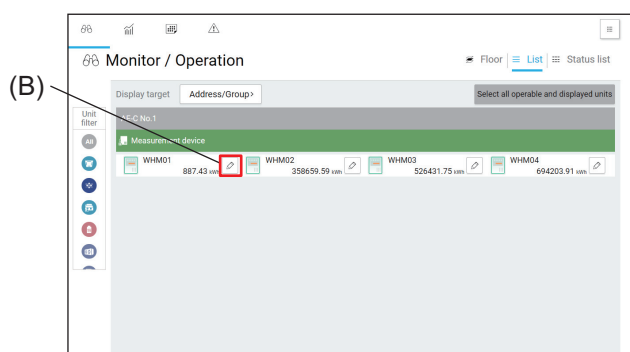 Monitor / Operation
Floor
List
Status list
(B)
Display target
Address/Group>
Select all operable and displayed units
Unit
filter
AE-C No.1
All
Measurement device
WHM01
887.43 kWh
WHM02
358659.59 kWh
WHM03
526431.75 kWh
WHM04
694203.91 kWh